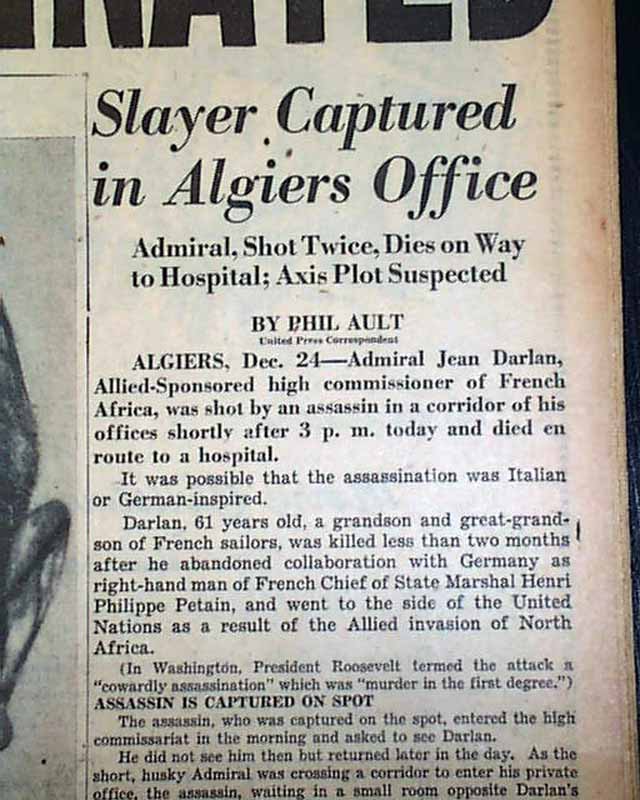 Slayer Captured
in Algiers Office
Admiral, Shot Twice, Dies on Way
to Hospital; Axis Plot Suspected
BY PHIL AULT
United Press Correspondent
ALGIERS, Dec. 24—Admiral Jean Darlan,
Allied-Sponsored high commissioner of French
Africa, was shot by an assassin in a corridor of his
offices shortly after 3 p. m. today and died en
route to a hospital.
It was possible that the assassination was Italian
or German-inspired.
Darlan, 61 years old, a grandson and great-grand-
son of French sailors, was killed less than two months
after he abandoned collaboration with Germany as
right-hand man of French Chief of State Marshal Henri
Philippe Petain, and went to the side of the United
Nations as a result of the Allied invasion of North
Africa.
(In Washington, President Roosevelt termed the attack a
"cowardly assassination" which was "murder in the first degree.")
ASSASSIN IS CAPTURED ON SPOT
The assassin, who was captured on the spot, entered the high
commissariat in the morning and asked to see Darlan.
He did not see him then but returned later in the day. As the
short, husky Admiral was crossing a corridor to enter his private
office, the assassin, waiting in a small room opposite Darlan's